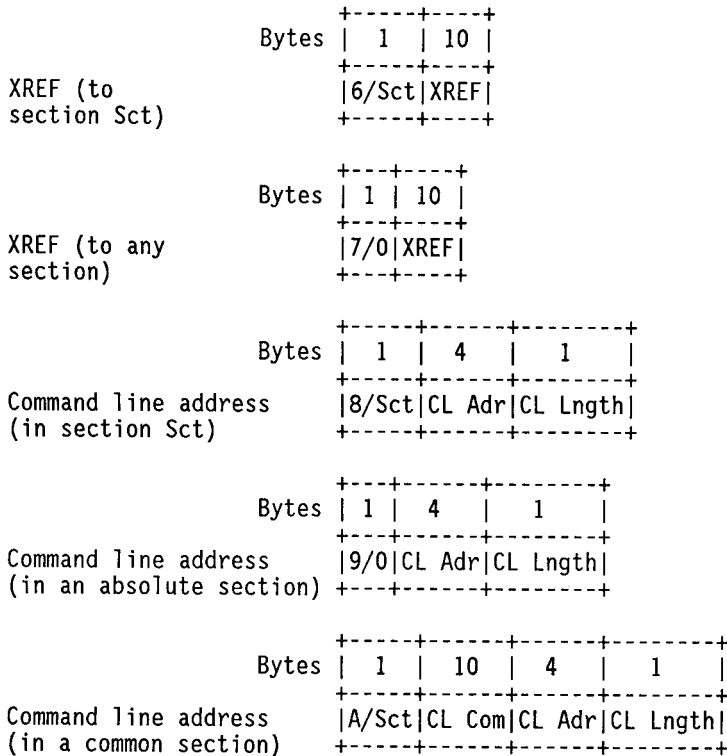 +------+----+
Bytes |  1   | 10 |
+------+----+
XREF (to              |6/Sct|XREF|
section Sct)          +-----+----+
+---+----+
Bytes | 1 | 10 |
+---+----+
XREF (to any          |7/0|XREF|
section)              +---+----+
+-----+------+--------+
Bytes |  1  |  4   |   1    |
+-----+------+--------+
Command line address  |8/Sct|CL Adr|CL Lngth|
(in section Sct)      +-----+------+--------+
+---+------+--------+
Bytes | 1 |  4   |   1    |
+---+------+--------+
Command line address  |9/0|CL Adr|CL Lngth|
(in an absolute section) +---+------+--------+
+-----+------+------+--------+
Bytes |  1  |  10  |  4   |   1    |
+-----+------+------+--------+
Command line address  |A/Sct|CL Com|CL Adr|CL Lngth|
(in a common section) +-----+------+------+--------+